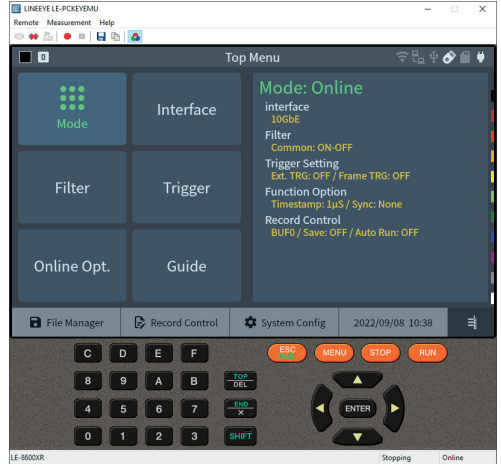 LINEEYE LE-PCKEYEMU
Remote Measurement Help
0
Top Menu
Mode
Interface
Filter
Trigger
Online Opt.
Guide
Mode: Online
interface
10GbE
Filter
Common: ON-OFF
Trigger Setting
Ext. TRG: OFF / Frame TRG: OFF
Function Option
Timestamp: 1μS / Sync: None
Record Control
BUF0 / Save: OFF / Auto Run: OFF
File Manager
Record Control
System Config
2022/09/08 10:38
C D E F
ESC
MENU
STOP
RUN
8 9 A B
TOP
DEL
4 5 6 7
END
X
ENTER
0 1 2 3
SHIFT
LE-8600XR
Stopping
Online